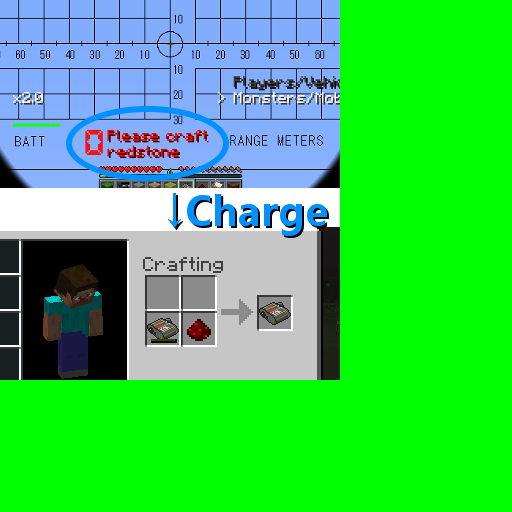 10
60 50 40 30 20 10 10 20 30 40 50 60
10
20
Players/Vehi
x2.0
> Monsters/Mob
30
BATT
0 Please craft
redstone
RANGE METERS
↓Charge
Crafting